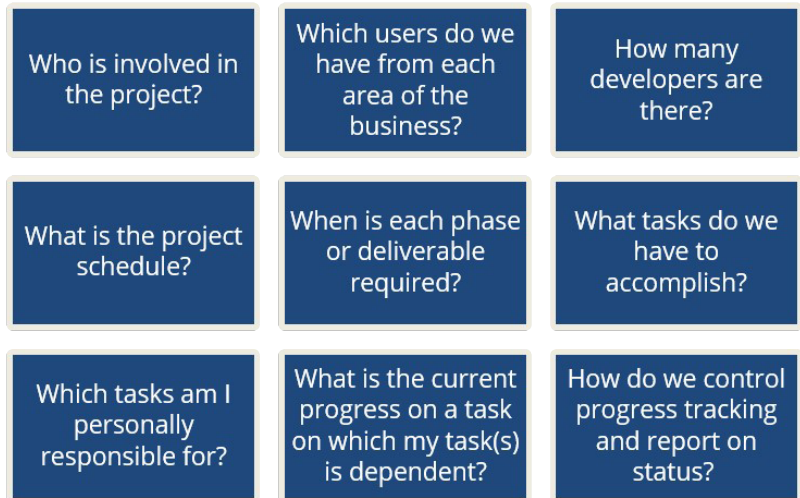 Who is involved in
the project?
Which users do we
have from each
area of the
business?
How many
developers are
there?
What is the project
schedule?
When is each phase
or deliverable
required?
What tasks do we
have to
accomplish?
Which tasks am I
personally
responsible for?
What is the current
progress on a task
on which my task(s)
is dependent?
How do we control
progress tracking
and report on
status?